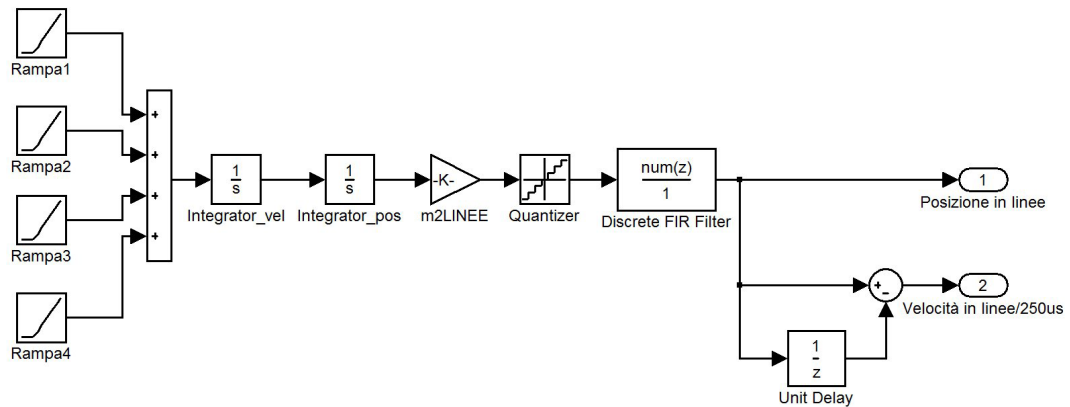 Rampa1
Rampa2
Rampa3
Rampa4
+
+
+
+
1
s
Integrator_vel
1
s
Integrator_pos
-K-
m2LINEE
Quantizer
num(z)
1
Discrete FIR Filter
1
Posizione in linee
+
-
2
Velocità in linee/250us
1
z
Unit Delay